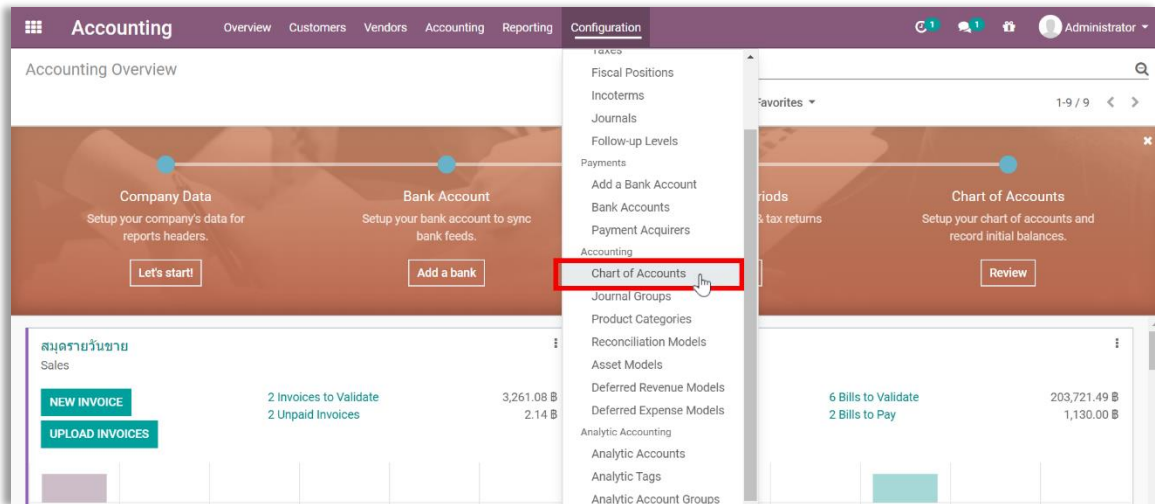 Accounting Overview Customers Vendors Accounting Reporting Configuration 1 1 Administrator
Accounting Overview
Taxes
Fiscal Positions
Incoterms
Journals
Follow-up Levels
Payments
Add a Bank Account
Bank Accounts
Payment Acquirers
Accounting
Chart of Accounts
Journal Groups
Product Categories
Reconciliation Models
Asset Models
Deferred Revenue Models
Deferred Expense Models
Analytic Accounting
Analytic Accounts
Analytic Tags
Analytic Account Groups
Favorites 1-9 / 9
Company Data
Setup your company's data for
reports headers.
Let's start!
Bank Account
Setup your bank account to sync
bank feeds.
Add a bank
& tax returns
Chart of Accounts
Setup your chart of accounts and
record initial balances.
Review
สมุดรายวันขาย
Sales
NEW INVOICE
UPLOAD INVOICES
2 Invoices to Validate 3,261.08 ฿
2 Unpaid Invoices 2.14 ฿
6 Bills to Validate 203,721.49 ฿
2 Bills to Pay 1,130.00 ฿